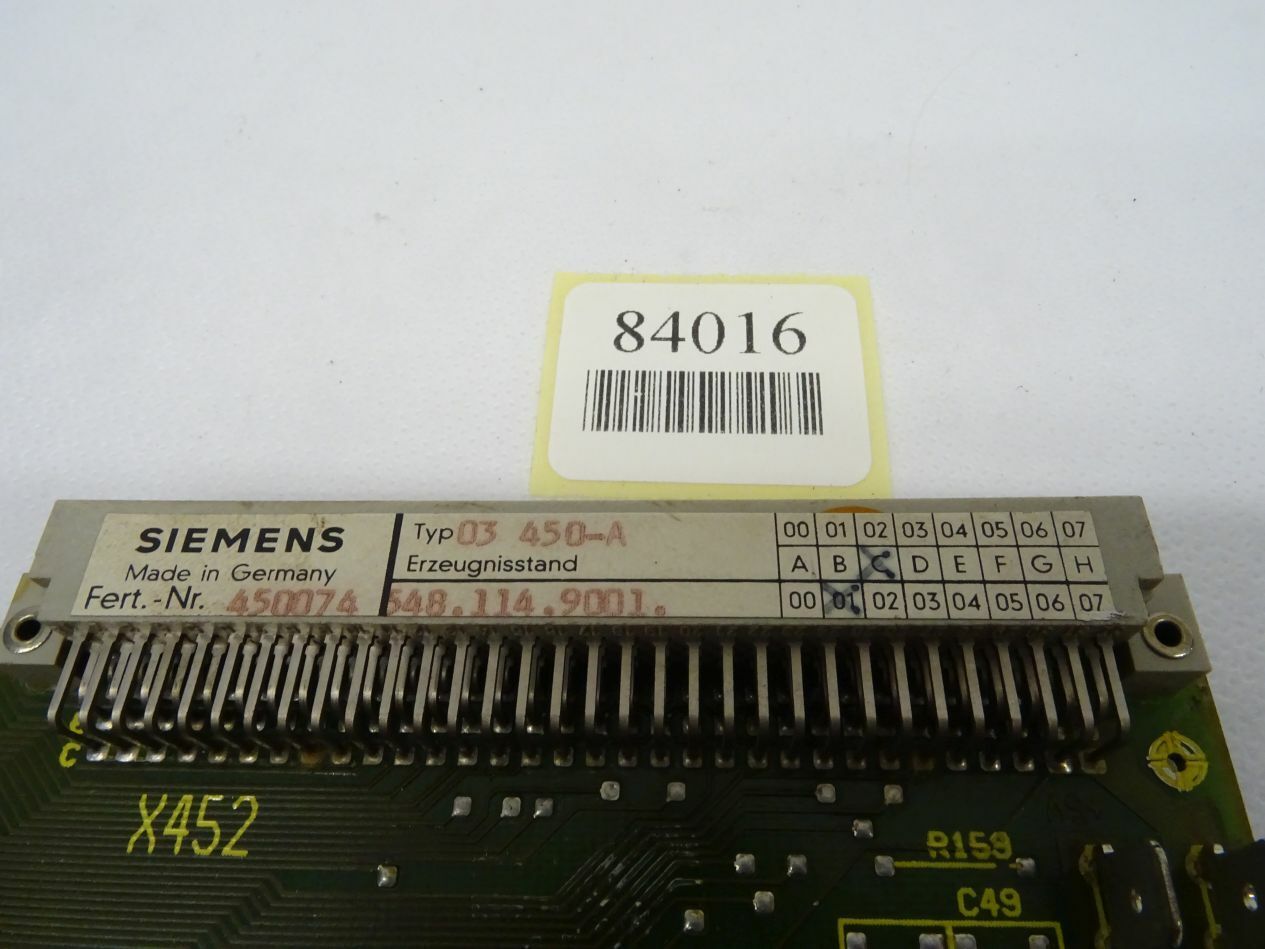 84016
SIEMENS
Made in Germany
Fert.-Nr. 450074
Typ 03 450-A
Erzeugnisstand
548.114.9001.
00 01 02 03 04 05 06 07
A B C D E F G H
00 01 02 03 04 05 06 07
C
X452
R159
C49